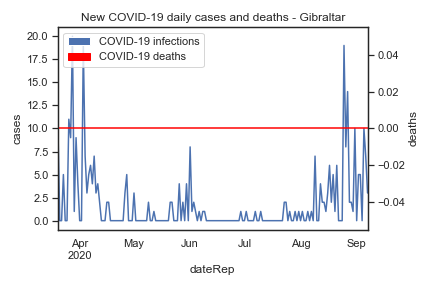 New COVID-19 daily cases and deaths - Gibraltar
COVID-19 infections
COVID-19 deaths
20.0
17.5
15.0
12.5
10.0
7.5
5.0
2.5
0.0
cases
0.04
0.02
0.00
−0.02
−0.04
deaths
Apr
2020
May
Jun
Jul
Aug
Sep
dateRep